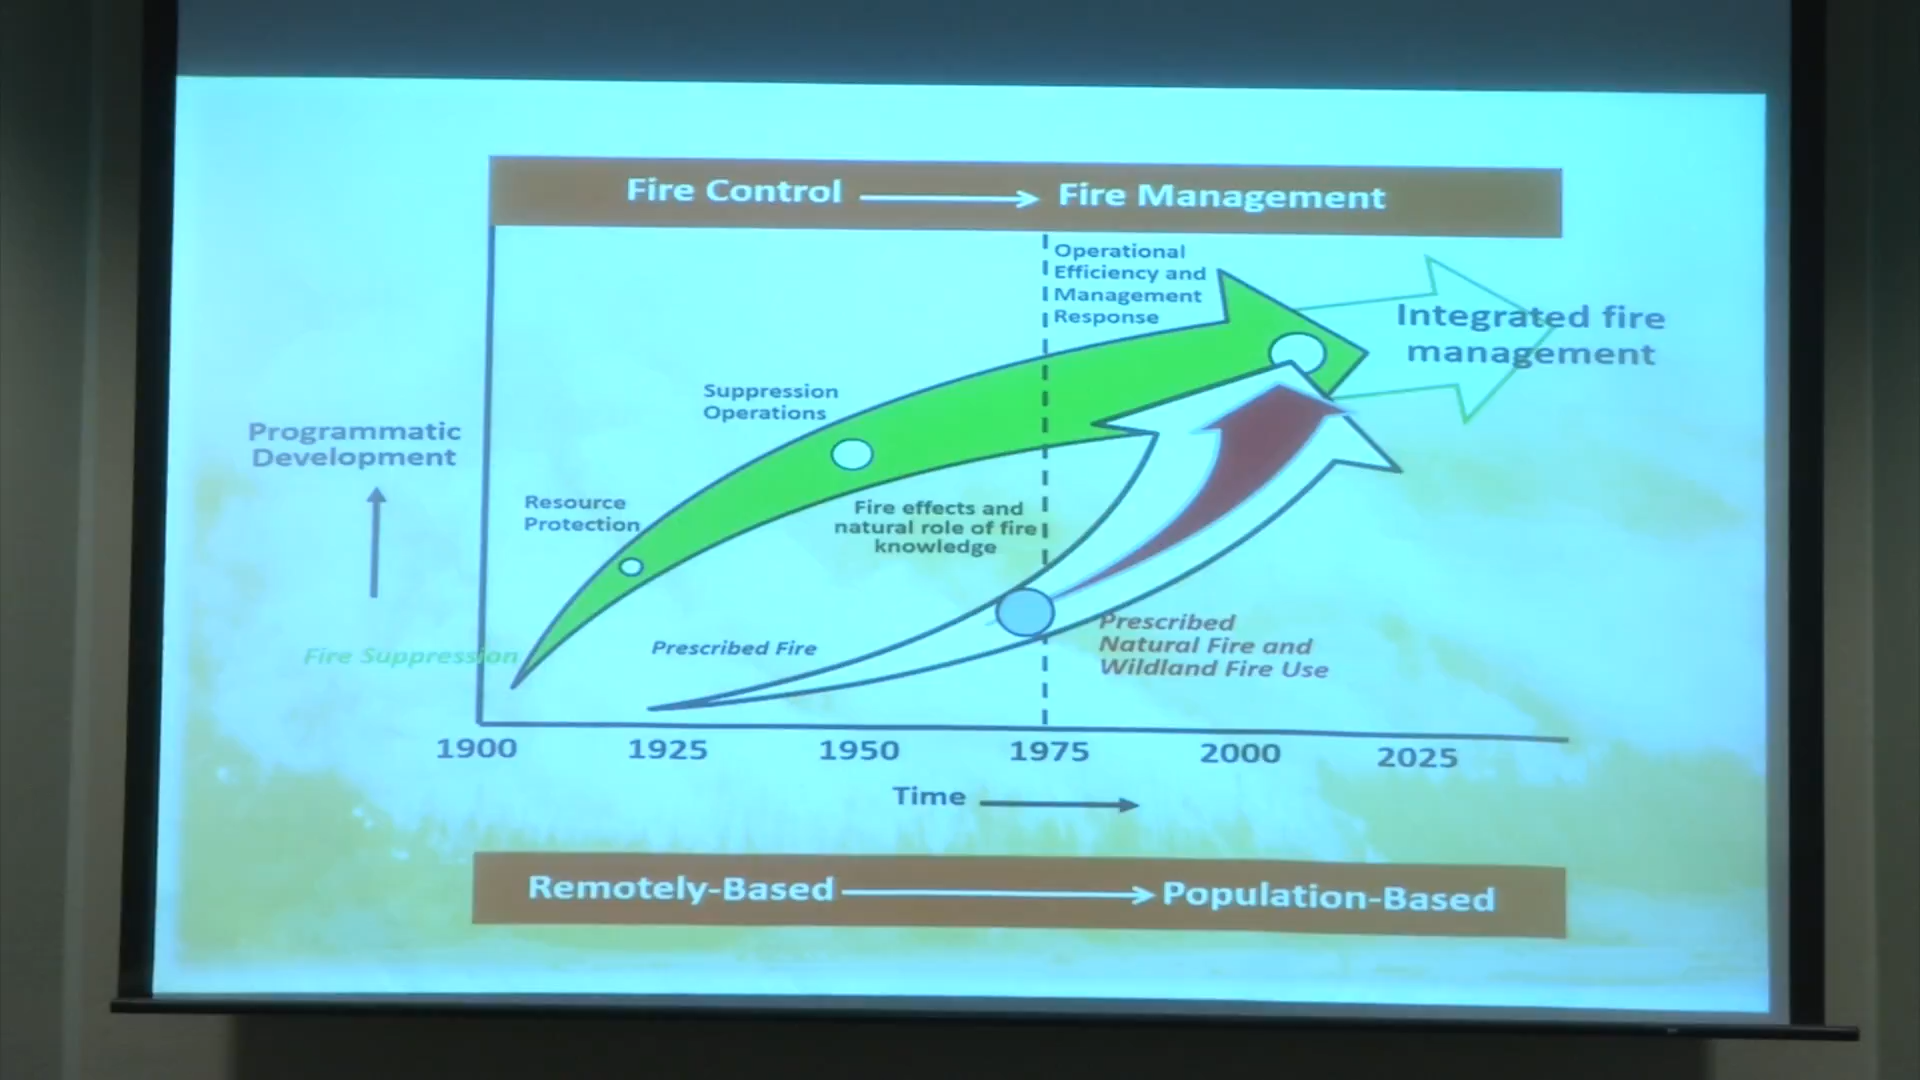 Fire Control
Fire Management
Operational
Efficiency and
Management
Response
Integrated fire
management
Suppression
Operations
Programmatic
Development
Resource
Protection
Fire effects and
natural role of fire
knowledge
Fire Suppression
Prescribed Fire
Prescribed
Natural Fire and
Wildland Fire Use
1900 1925 1950 1975 2000 2025
Time
Remotely-Based
Population-Based